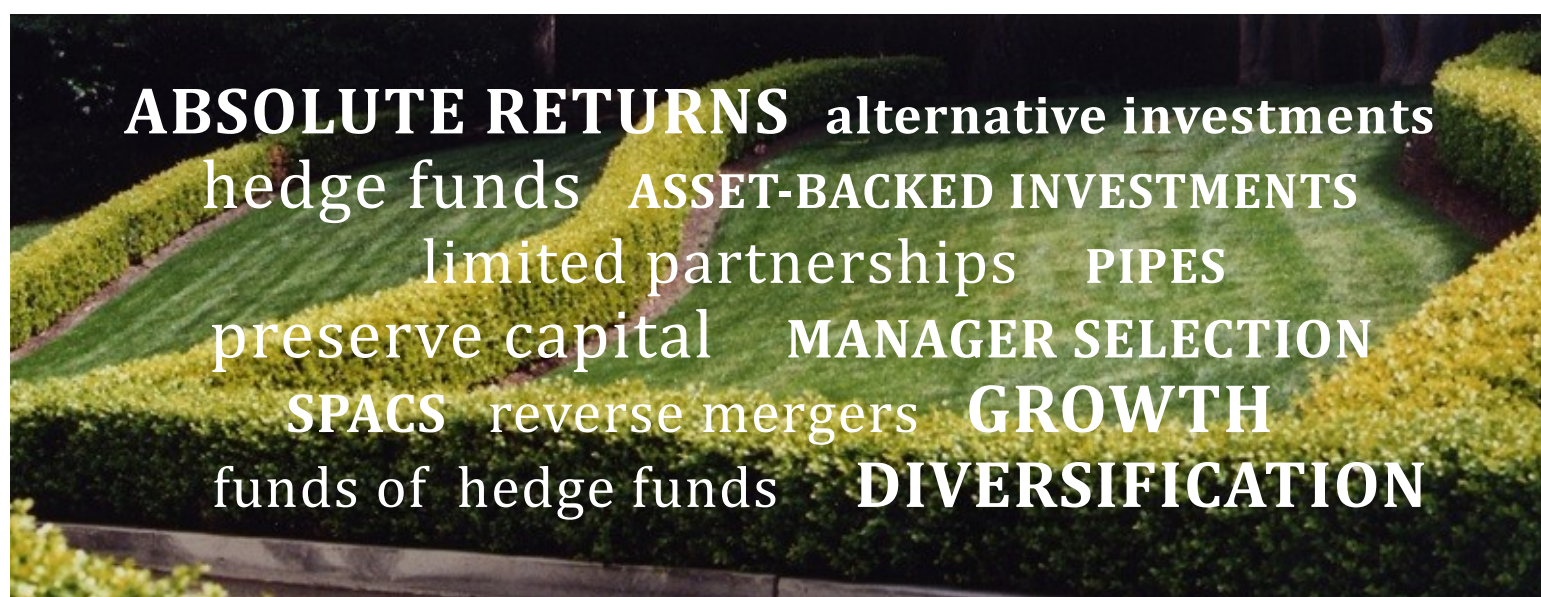 ABSOLUTE RETURNS alternative investments
hedge funds ASSET-BACKED INVESTMENTS
limited partnerships PIPES
preserve capital MANAGER SELECTION
SPACS reverse mergers GROWTH
funds of hedge funds DIVERSIFICATION